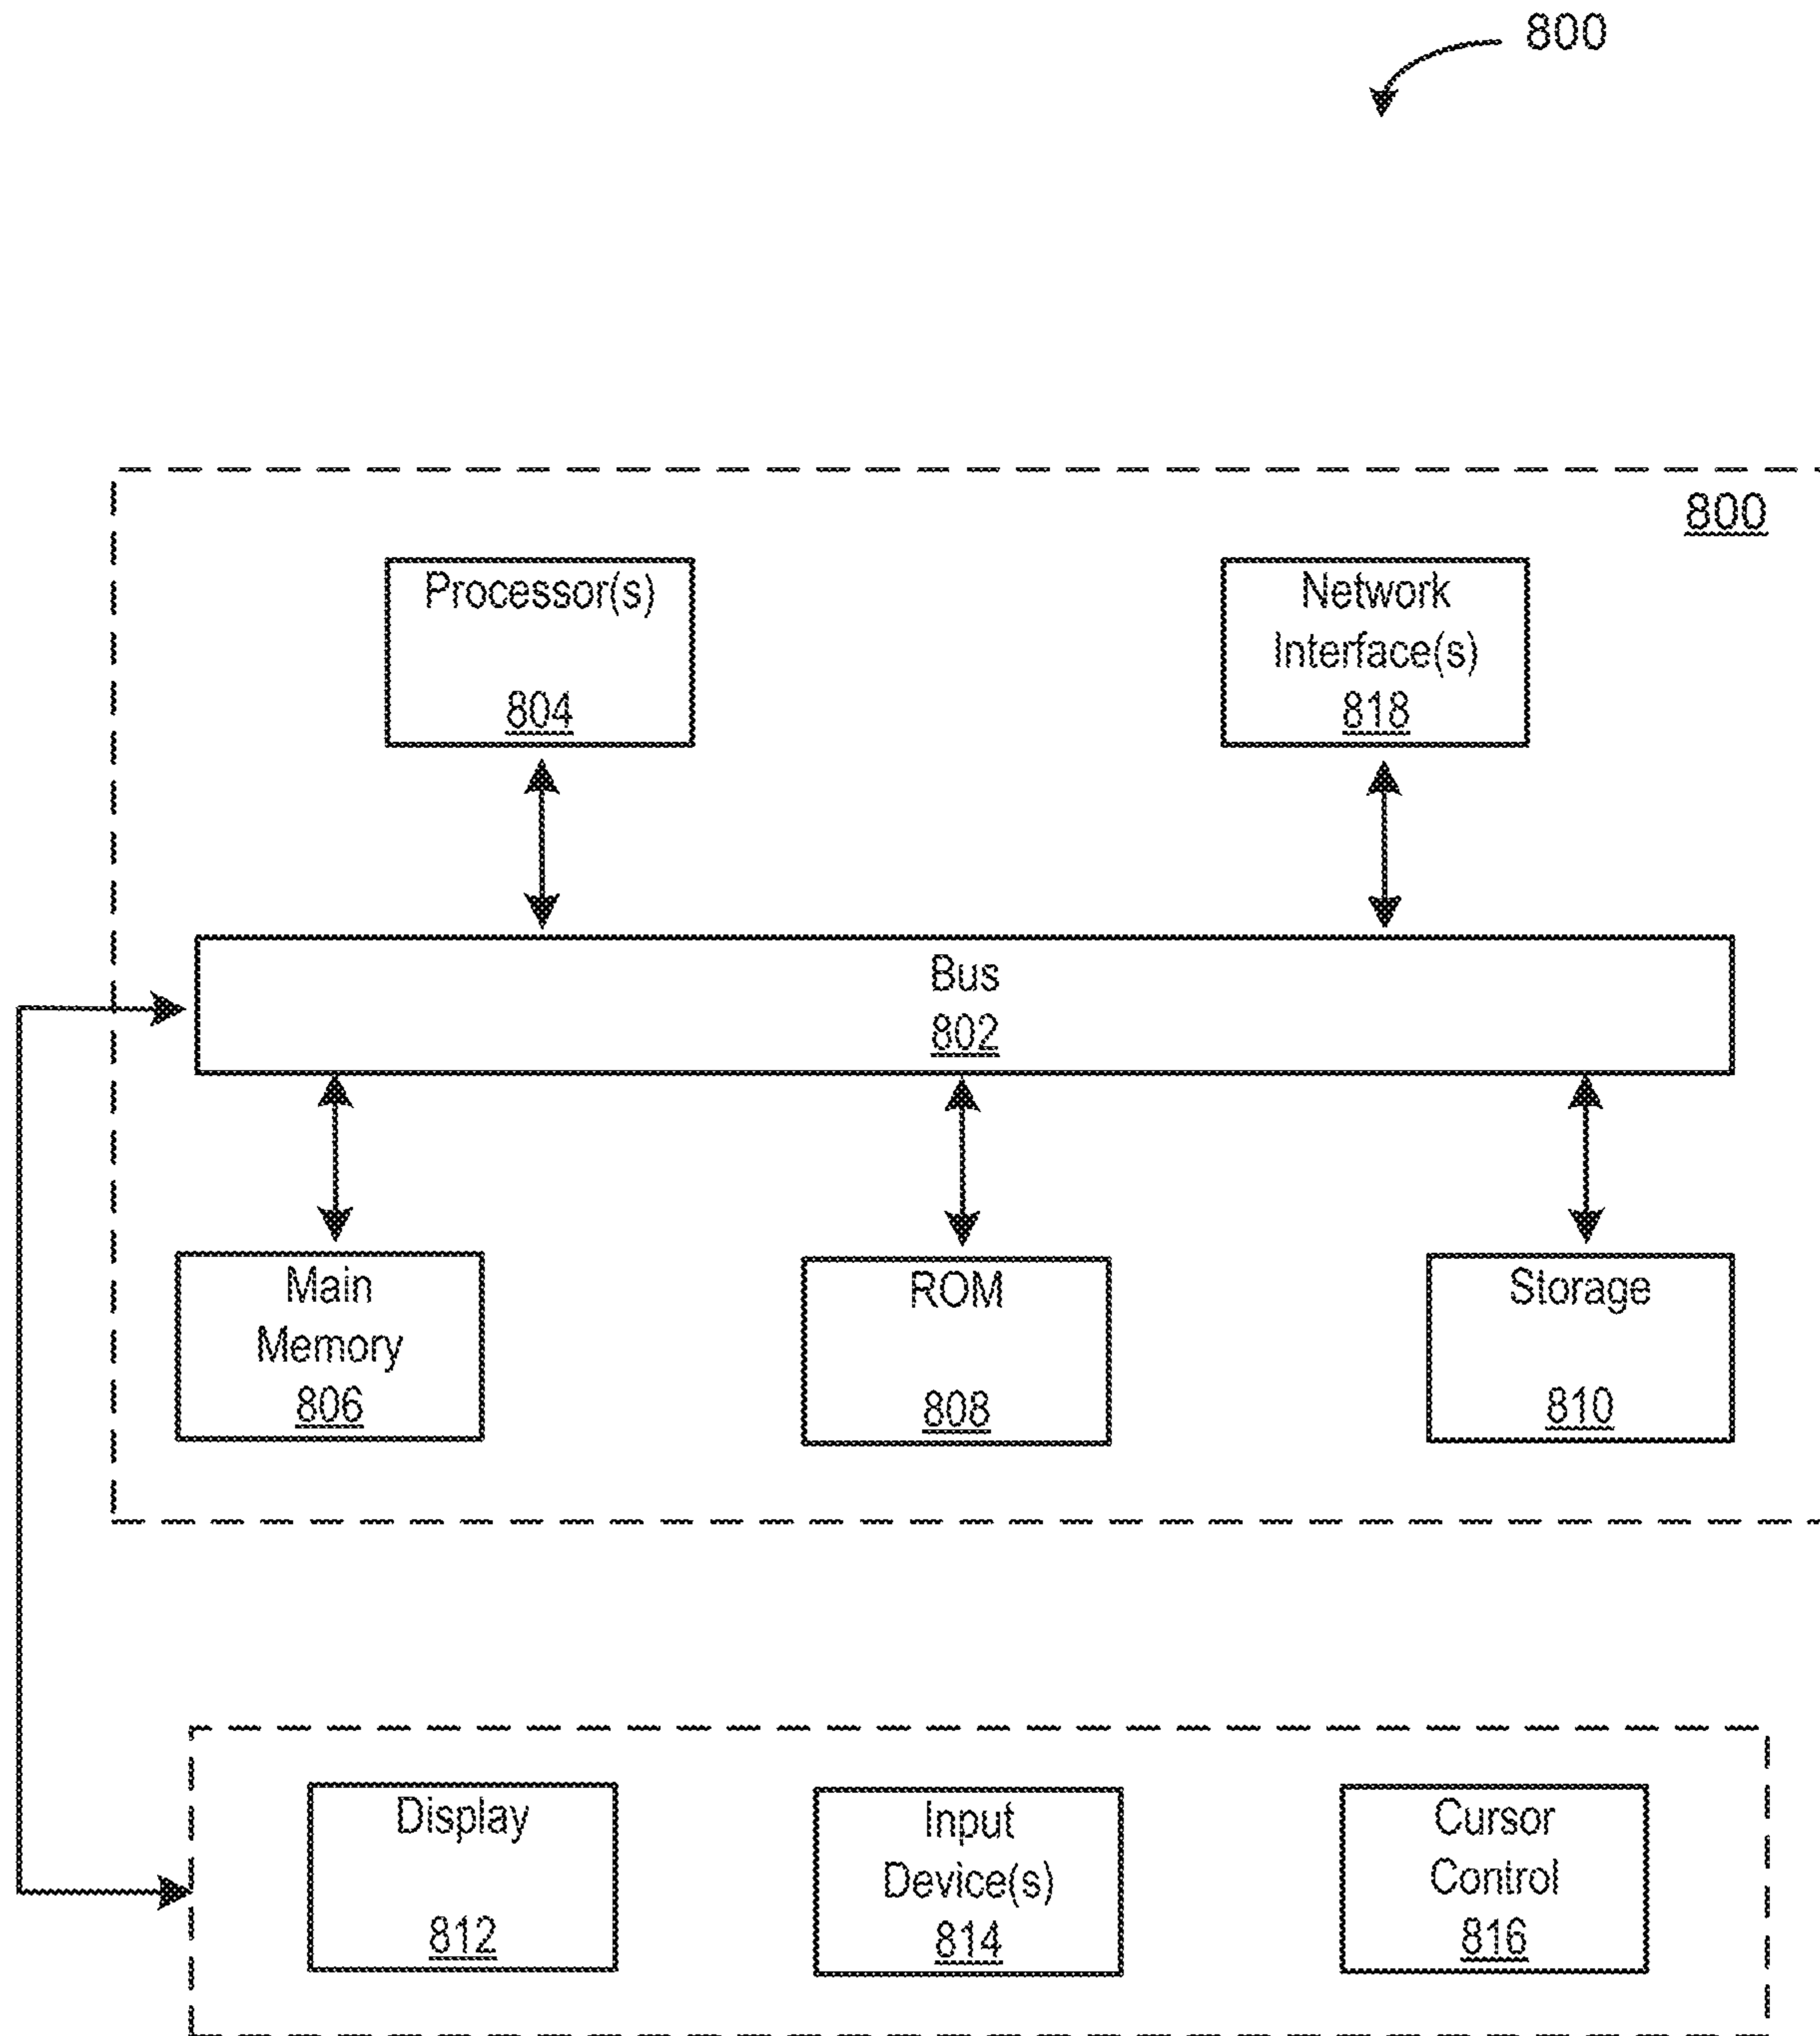 800
800
Processor(s)
804
Network
Interface(s)
818
Bus
802
Main
Memory
806
ROM
808
Storage
810
Display
812
Input
Device(s)
814
Cursor
Control
816